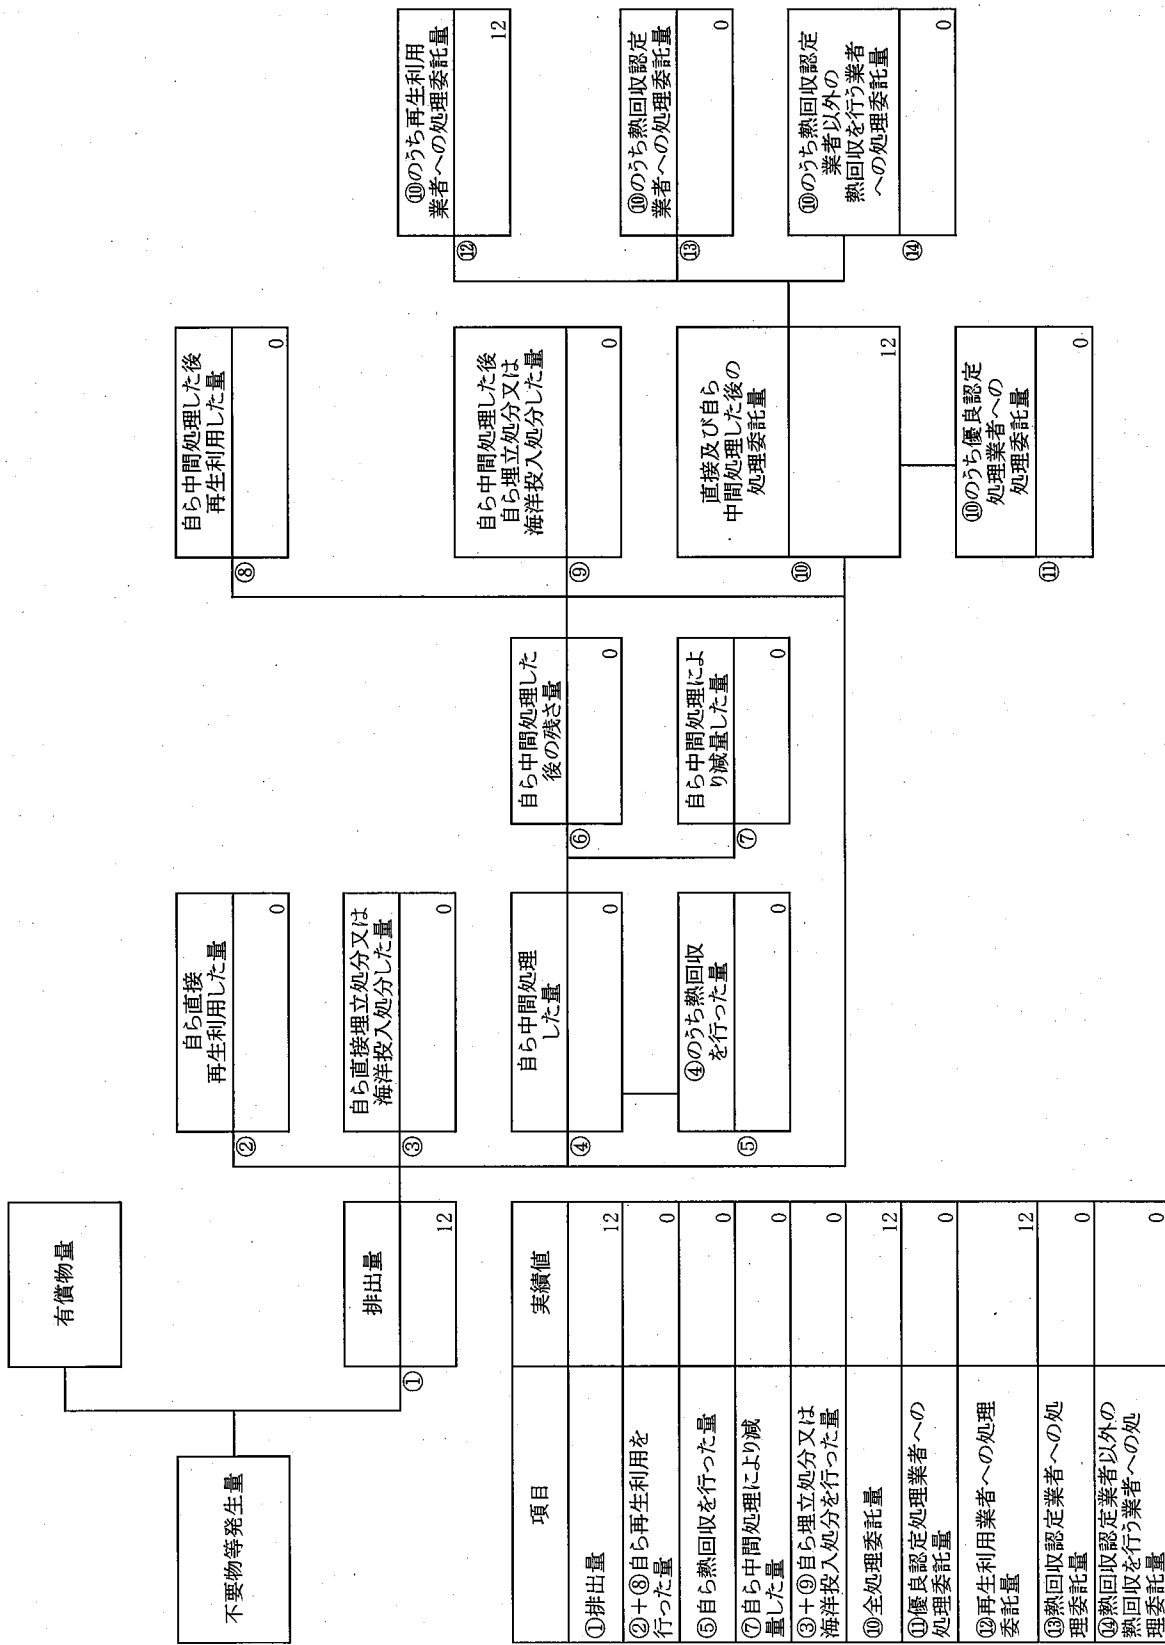 不要物等発生量
有償物量
①
排出量
12
②
自ら直接
再生利用した量
0
③
自ら直接埋立処分又は
海洋投入処分した量
0
④
自ら中間処理
した量
0
⑤
④のうち熱回収
を行った量
0
⑥
自ら中間処理した
後の残さ量
0
⑦
自ら中間処理によ
り減量した量
0
⑧
自ら中間処理した後
再生利用した量
0
⑨
自ら中間処理した後
自ら埋立処分又は
海洋投入処分した量
0
⑩
直接及び自ら
中間処理した後の
処理委託量
12
⑪
⑩のうち優良認定
処理業者への
処理委託量
0
⑫
⑩のうち再生利用
業者への処理委託量
12
⑬
⑩のうち熱回収認定
業者への処理委託量
0
⑭
⑩のうち熱回収認定
業者以外の
熱回収を行う業者
への処理委託量
0
項目
実績値
①排出量
12
②+⑧自ら再生利用を
行った量
0
⑤自ら熱回収を行った量
0
⑦自ら中間処理により減
量した量
0
③+⑨自ら埋立処分又は
海洋投入処分を行った量
0
⑩全処理委託量
12
⑪優良認定処理業者への
処理委託量
0
⑫再生利用業者への処理
委託量
12
⑬熱回収認定業者への処
理委託量
0
⑭熱回収認定業者以外の
熱回収を行う業者への処
理委託量
0